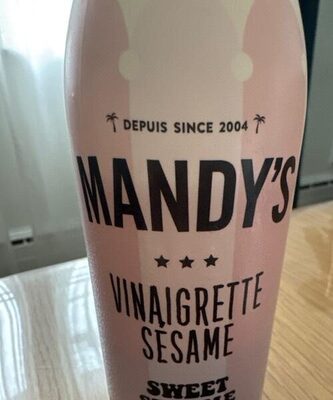 DEPUIS SINCE 2004
MANDY'S
VINAIGRETTE
SÉSAME
SWEET